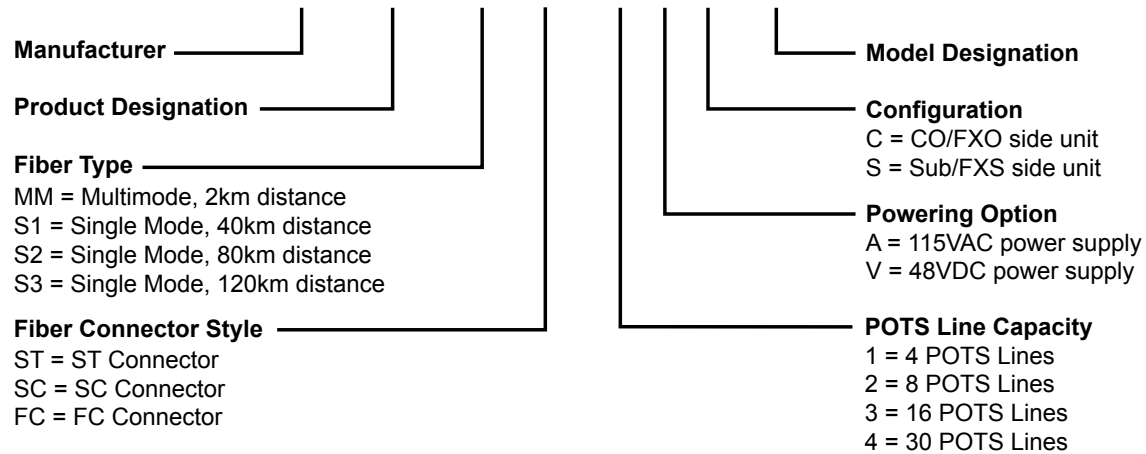 Manufacturer
Product Designation
Fiber Type
MM = Multimode, 2km distance
S1 = Single Mode, 40km distance
S2 = Single Mode, 80km distance
S3 = Single Mode, 120km distance
Fiber Connector Style
ST = ST Connector
SC = SC Connector
FC = FC Connector
Model Designation
Configuration
C = CO/FXO side unit
S = Sub/FXS side unit
Powering Option
A = 115VAC power supply
V = 48VDC power supply
POTS Line Capacity
1 = 4 POTS Lines
2 = 8 POTS Lines
3 = 16 POTS Lines
4 = 30 POTS Lines